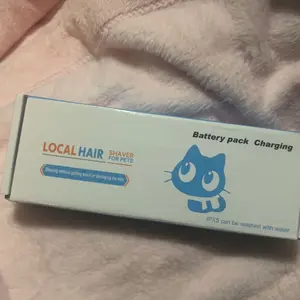 Battery pack Charging
LOCAL HAIR SHAVER
FOR PETS
IPX5 can be washed with water